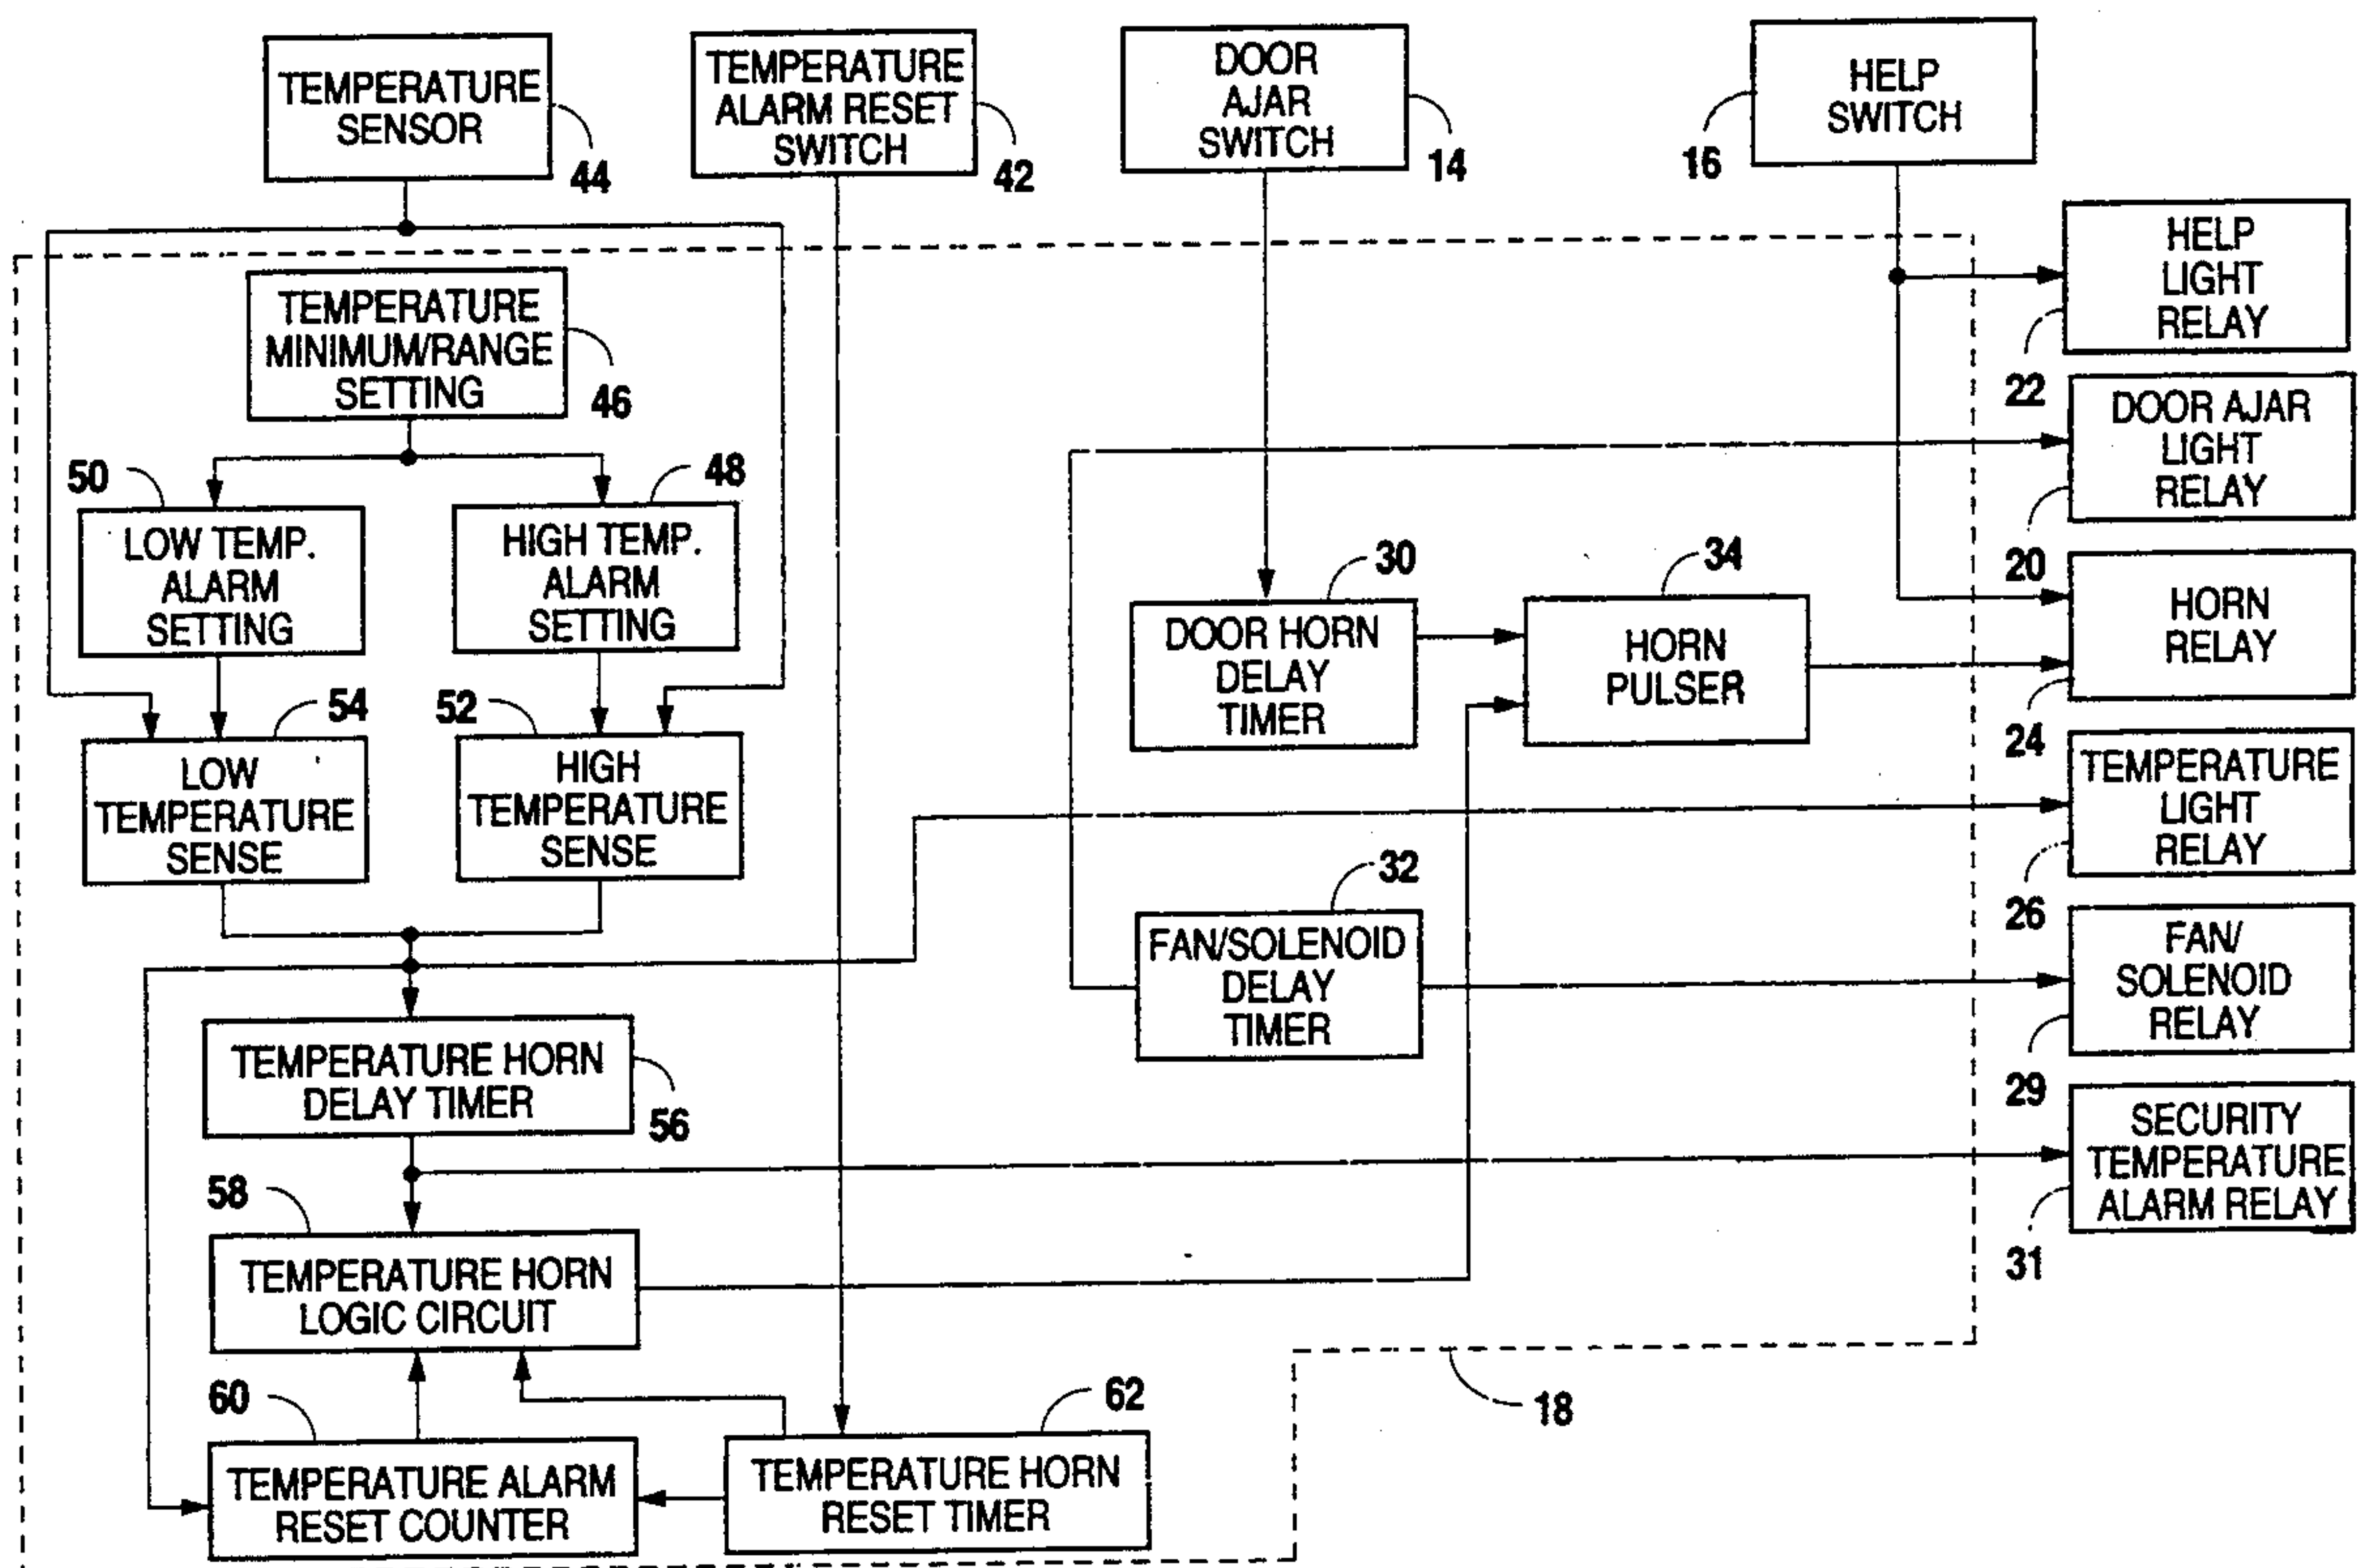 TEMPERATURE
SENSOR
44
TEMPERATURE
ALARM RESET
SWITCH
42
DOOR
AJAR
SWITCH
14
HELP
SWITCH
16
HELP
LIGHT
RELAY
22
TEMPERATURE
MINIMUM/RANGE
SETTING
46
DOOR AJAR
LIGHT
RELAY
20
50
LOW TEMP.
ALARM
SETTING
48
HIGH TEMP.
ALARM
SETTING
30
DOOR HORN
DELAY
TIMER
34
HORN
PULSER
HORN
RELAY
24
54
LOW
TEMPERATURE
SENSE
52
HIGH
TEMPERATURE
SENSE
TEMPERATURE
LIGHT
RELAY
26
32
FAN/SOLENOID
DELAY
TIMER
FAN/
SOLENOID
RELAY
29
TEMPERATURE HORN
DELAY TIMER
56
SECURITY
TEMPERATURE
ALARM RELAY
31
58
TEMPERATURE HORN
LOGIC CIRCUIT
18
60
TEMPERATURE ALARM
RESET COUNTER
62
TEMPERATURE HORN
RESET TIMER